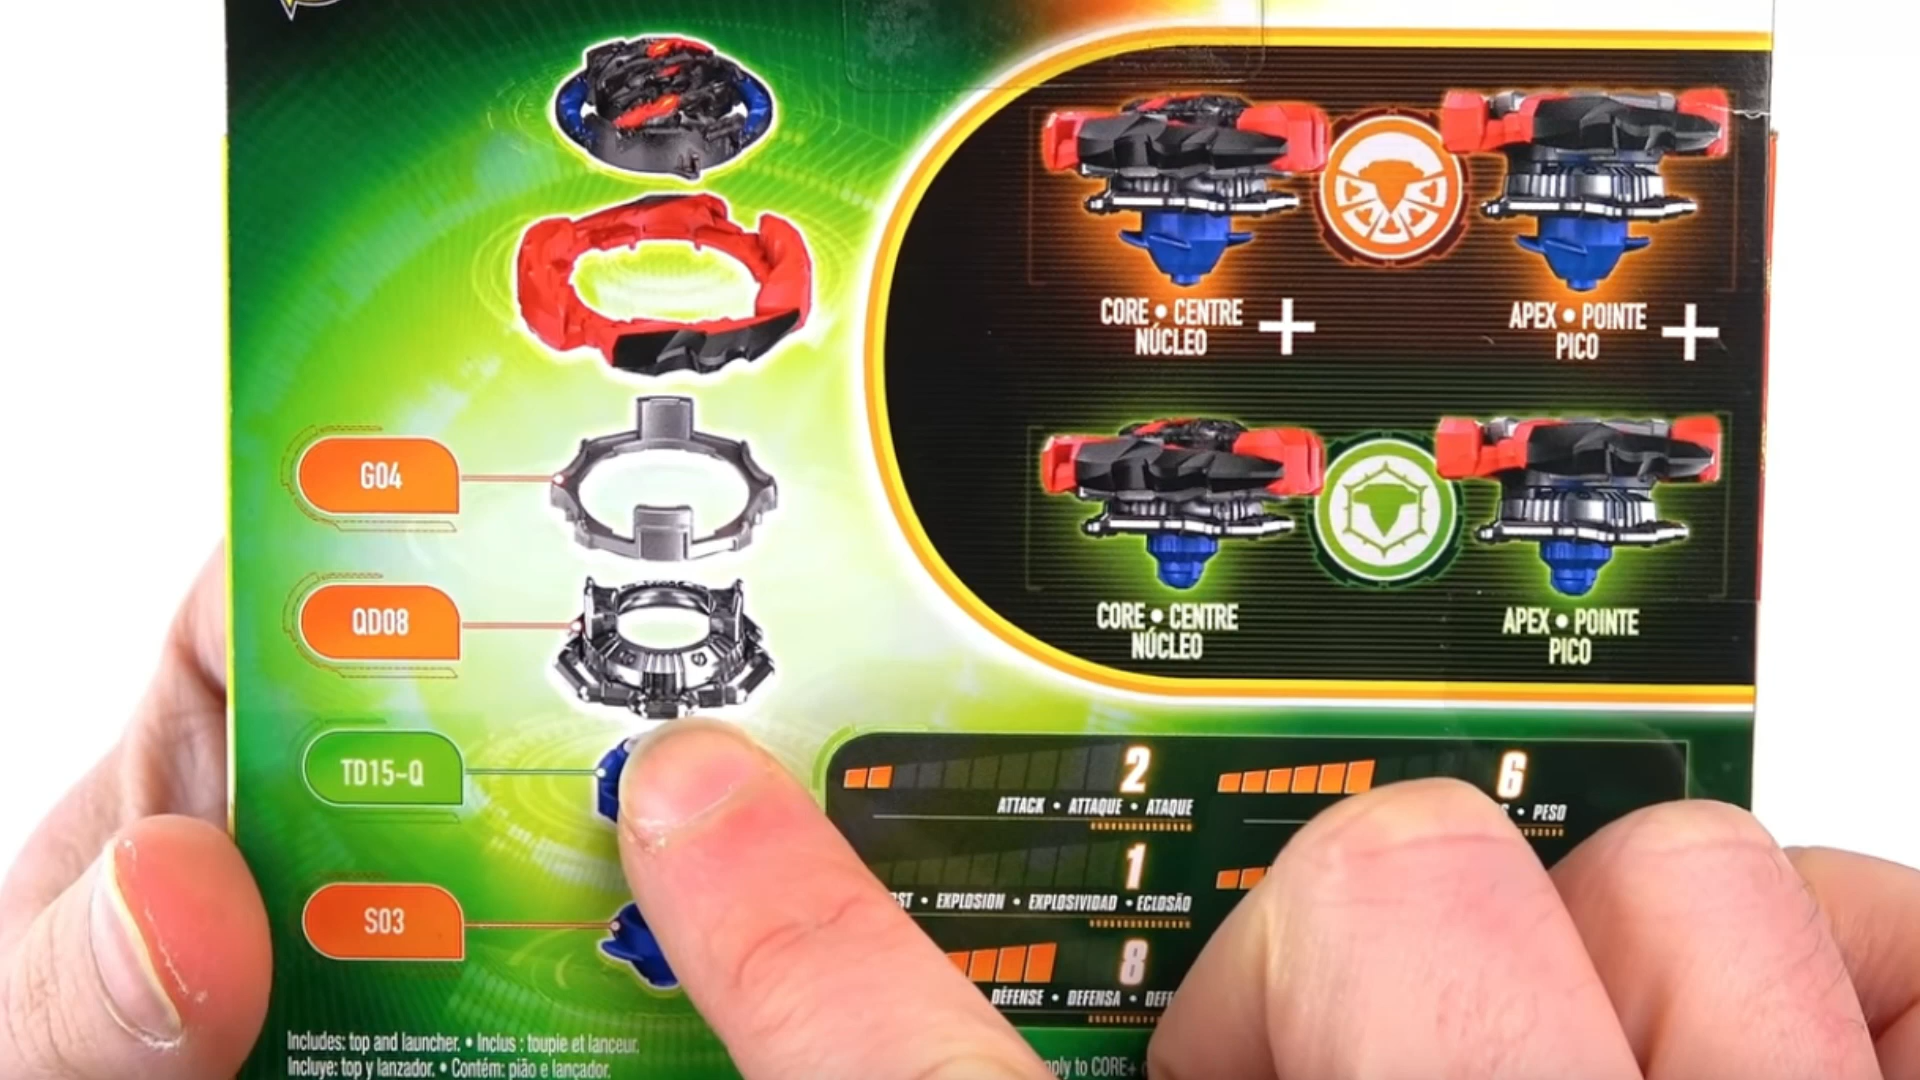 CORE • CENTRE
NÚCLEO
APEX • POINTE
PICO
G04
QD08
CORE • CENTRE
NÚCLEO
APEX • POINTE
PICO
TD15-Q
S03
2
ATTACK • ATTAQUE • ATAQUE
6
• PESO
1
• EXPLOSION • EXPLOSIVIDAD • ECLOSÃO
8
DÉFENSE • DEFENSA •
Includes: top and launcher. • Inclus : toupie et lanceur.
Incluye: top y lanzador. • Contém: pião e lançador.
to CORE+